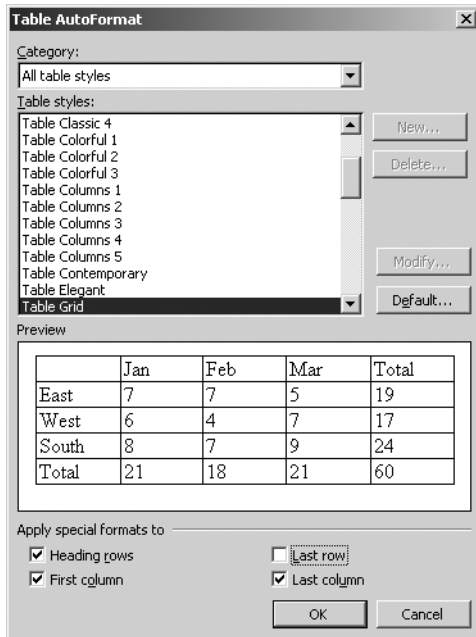 Table AutoFormat
Category:
All table styles
Table styles:
Table Classic 4
Table Colorful 1
Table Colorful 2
Table Colorful 3
Table Columns 1
Table Columns 2
Table Columns 3
Table Columns 4
Table Columns 5
Table Contemporary
Table Elegant
Table Grid
New...
Delete...
Modify...
Default...
Preview
Jan Feb Mar Total
East 7 7 5 19
West 6 4 7 17
South 8 7 9 24
Total 21 18 21 60
Apply special formats to
Heading rows Last row
First column Last column
OK Cancel